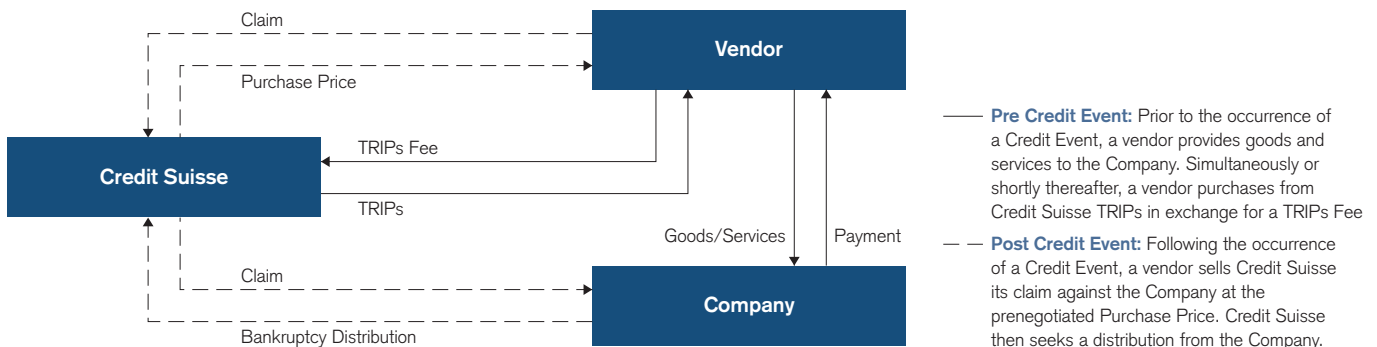 Claim
Vendor
Purchase Price
Credit Suisse
TRIPs Fee
TRIPs
Goods/Services
Payment
Claim
Company
Bankruptcy Distribution
Pre Credit Event: Prior to the occurrence of
a Credit Event, a vendor provides goods and
services to the Company. Simultaneously or
shortly thereafter, a vendor purchases from
Credit Suisse TRIPs in exchange for a TRIPs Fee
Post Credit Event: Following the occurrence
of a Credit Event, a vendor sells Credit Suisse
its claim against the Company at the
prenegotiated Purchase Price. Credit Suisse
then seeks a distribution from the Company.